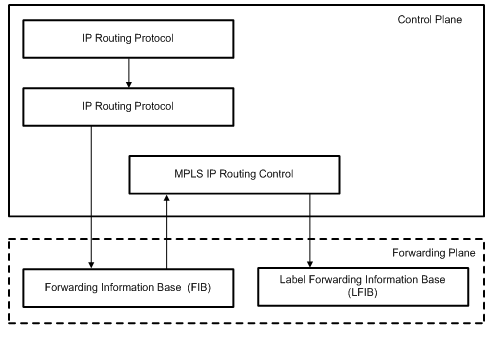 Control Plane
IP Routing Protocol
IP Routing Protocol
MPLS IP Routing Control
Forwarding Plane
Forwarding Information Base (FIB)
Label Forwarding Information Base
(LFIB)